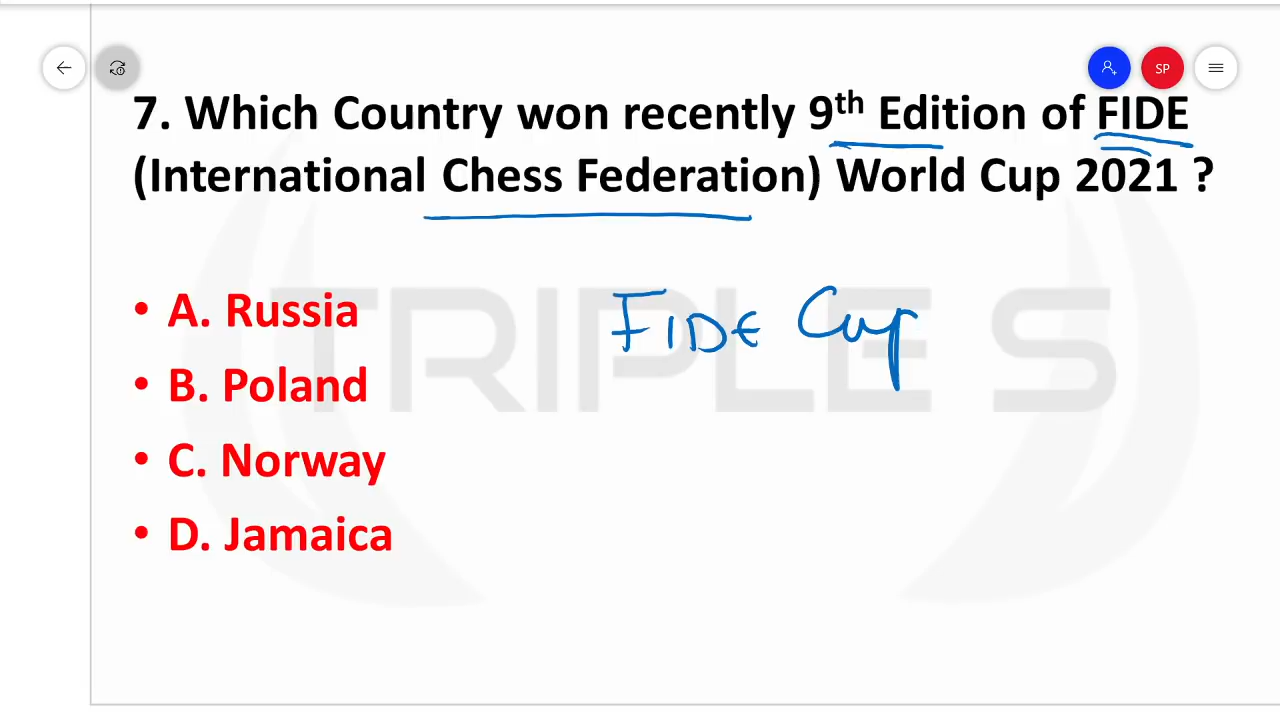 SP
7. Which Country won recently 9th Edition of FIDE
(International Chess Federation) World Cup 2021 ?
• A. Russia
FIDE Cup
• B. Poland
TRIPLE S
• C. Norway
• D. Jamaica